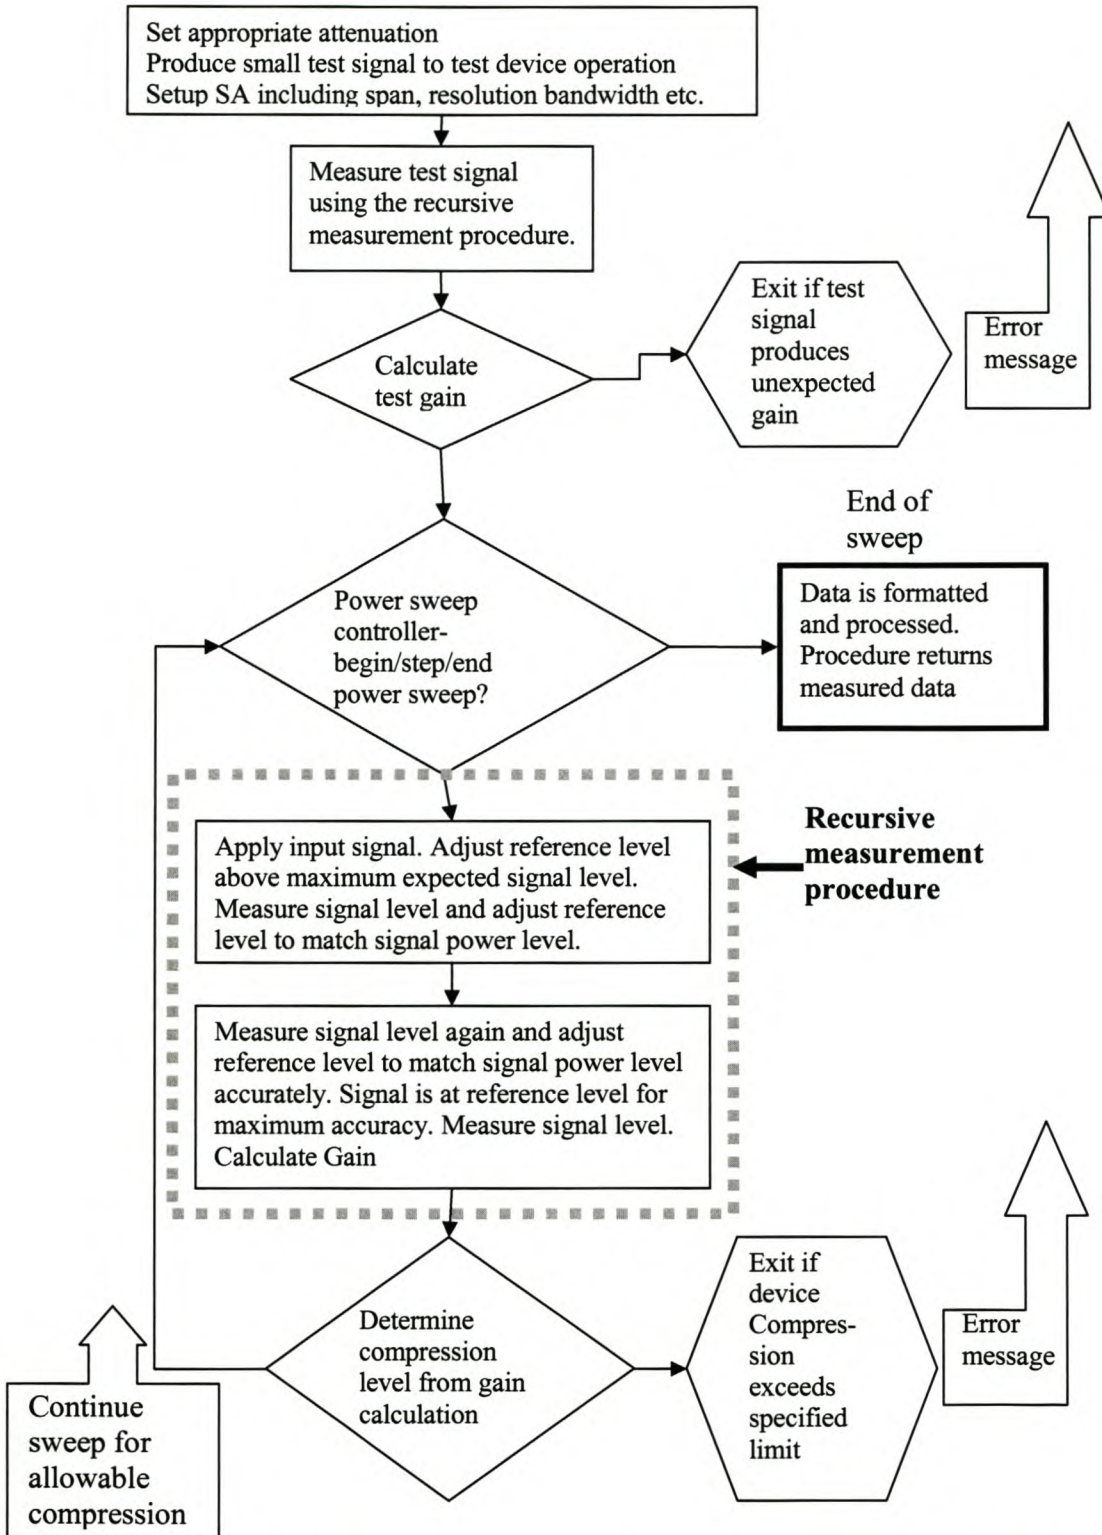 Set appropriate attenuation
Produce small test signal to test device operation
Setup SA including span, resolution bandwidth etc.
Measure test signal
using the recursive
measurement procedure.
Calculate
test gain
Exit if test
signal
produces
unexpected
gain
Error
message
Power sweep
controller-
begin/step/end
power sweep?
End of
sweep
Data is formatted
and processed.
Procedure returns
measured data
Apply input signal. Adjust reference level
above maximum expected signal level.
Measure signal level and adjust reference
level to match signal power level.
Recursive
measurement
procedure
Measure signal level again and adjust
reference level to match signal power level
accurately. Signal is at reference level for
maximum accuracy. Measure signal level.
Calculate Gain
Determine
compression
level from gain
calculation
Exit if
device
Compres-
sion
exceeds
specified
limit
Error
message
Continue
sweep for
allowable
compression